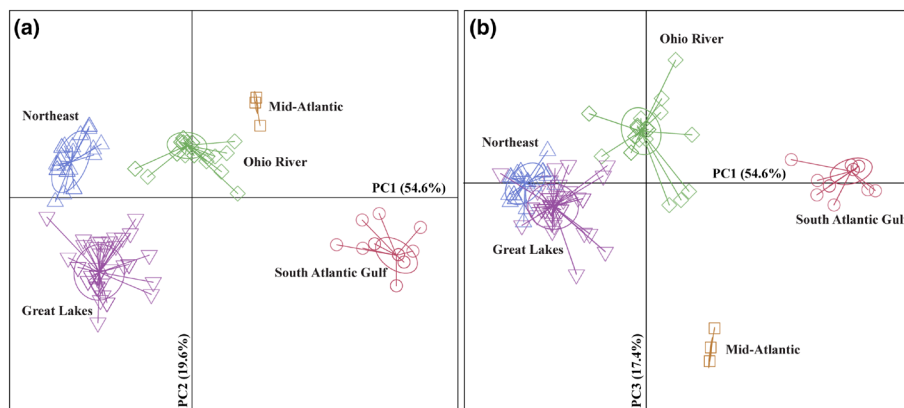 (a)
Northeast
Mid-Atlantic
Ohio River
PC1 (54.6%)
South Atlantic Gulf
Great Lakes
PC2 (19.6%)
(b)
Ohio River
Northeast
PC1 (54.6%)
South Atlantic Gulf
Great Lakes
Mid-Atlantic
PC3 (17.4%)